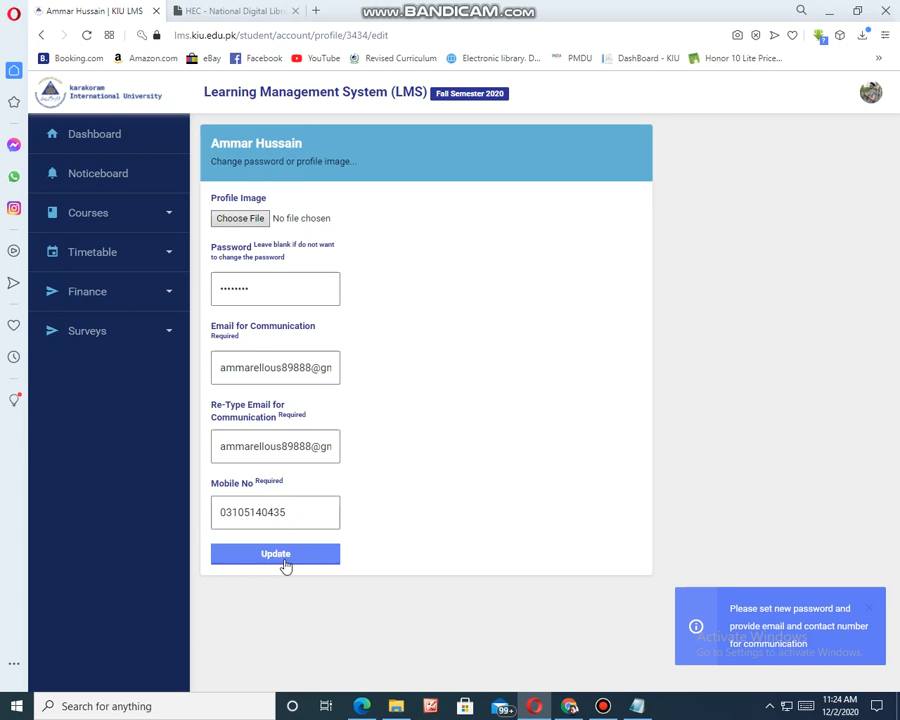 Ammar Hussain | KIU LMS
HEC - National Digital Libr
www.BANDICAM.com
lms.kiu.edu.pk/student/account/profile/3434/edit
Booking.com
Amazon.com
eBay
Facebook
YouTube
Revised Curriculum
Electronic library. D...
PMDU
DashBoard - KIU
Honor 10 Lite Price...
karakoram
International University
Learning Management System (LMS) Fall Semester 2020
Dashboard
Noticeboard
Courses
Timetable
Finance
Surveys
Ammar Hussain
Change password or profile image...
Profile Image
Choose File No file chosen
Password Leave blank if do not want
to change the password
••••••••
Email for Communication
Required
ammarellous89888@gn
Re-Type Email for
Communication Required
ammarellous89888@gn
Mobile No Required
03105140435
Update
Please set new password and
provide email and contact number
for communication
Activate Windows
Go to Settings to activate Windows.
Search for anything
99+
11:24 AM
12/2/2020